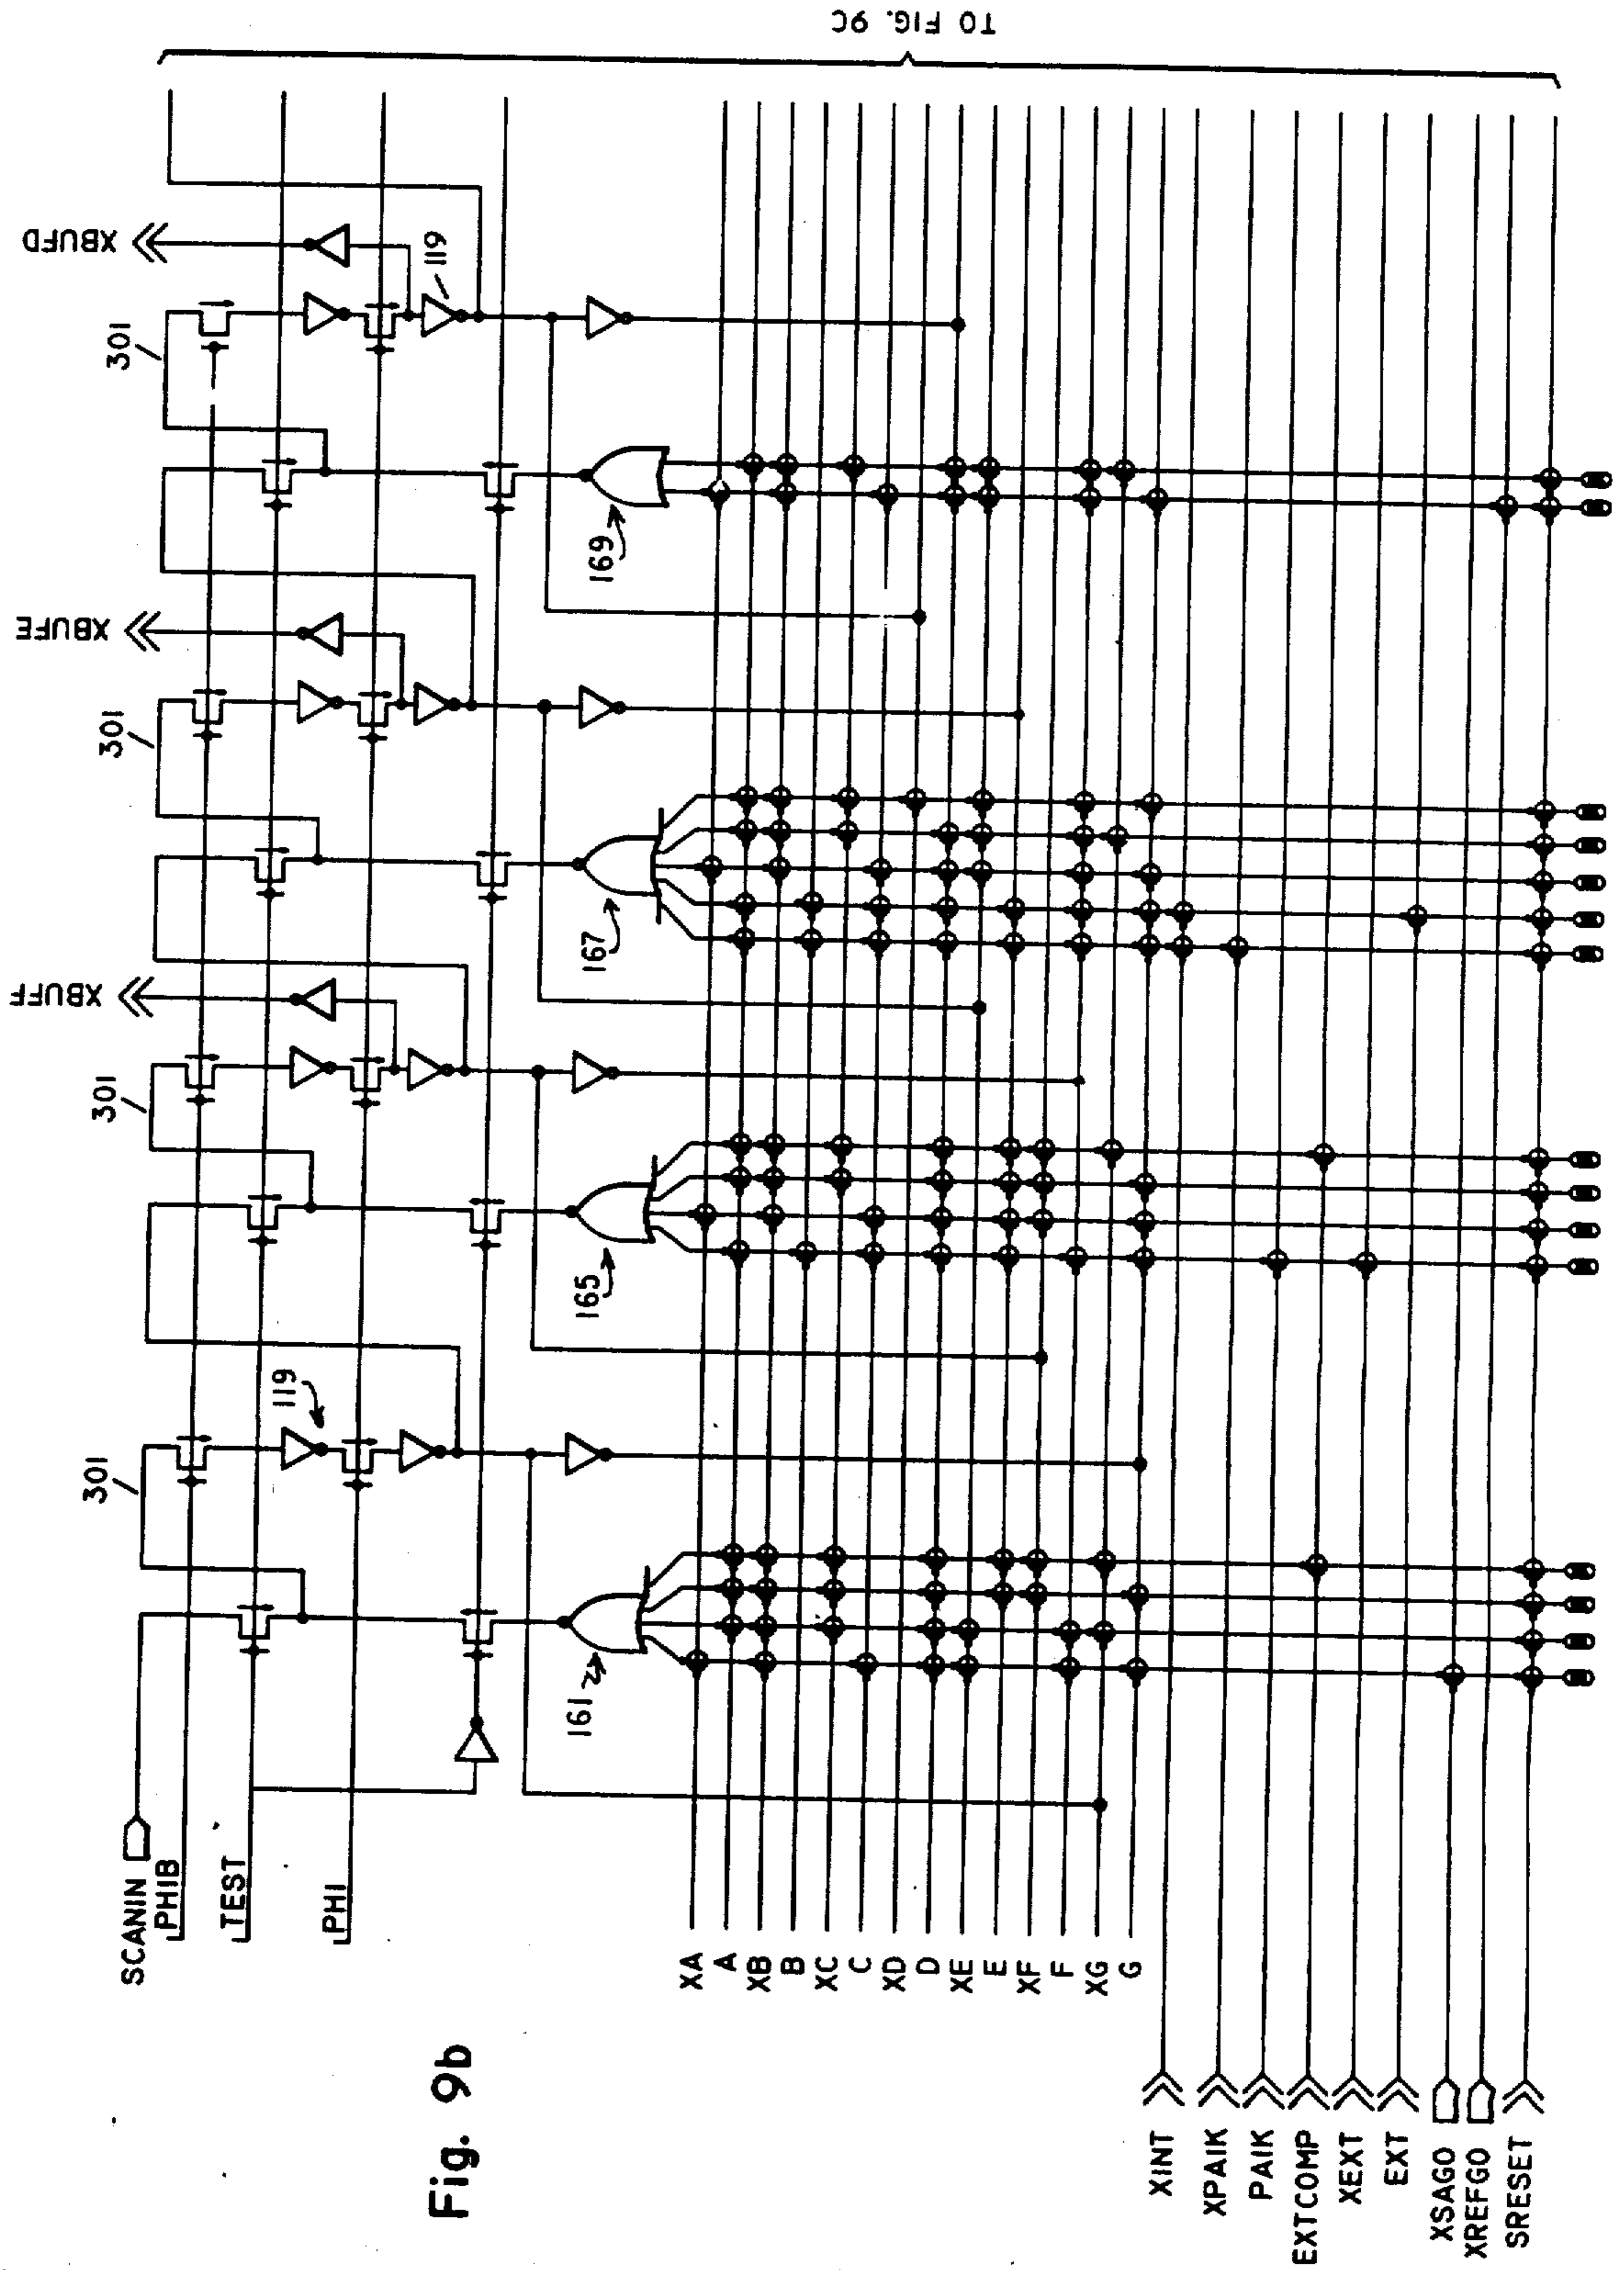 TO FIG. 9C
XBUFD
119
301
169
XBUFE
301
167
XBUFF
301
165
119
301
161
SCANIN
PHIB
TEST
PHI
XA
A
XB
B
XC
C
XD
D
XE
E
XF
F
XG
G
XINT
XPAIK
PAIK
EXTCOMP
XEXT
EXT
XSAGO
XREFGO
SRESET
Fig. 9b